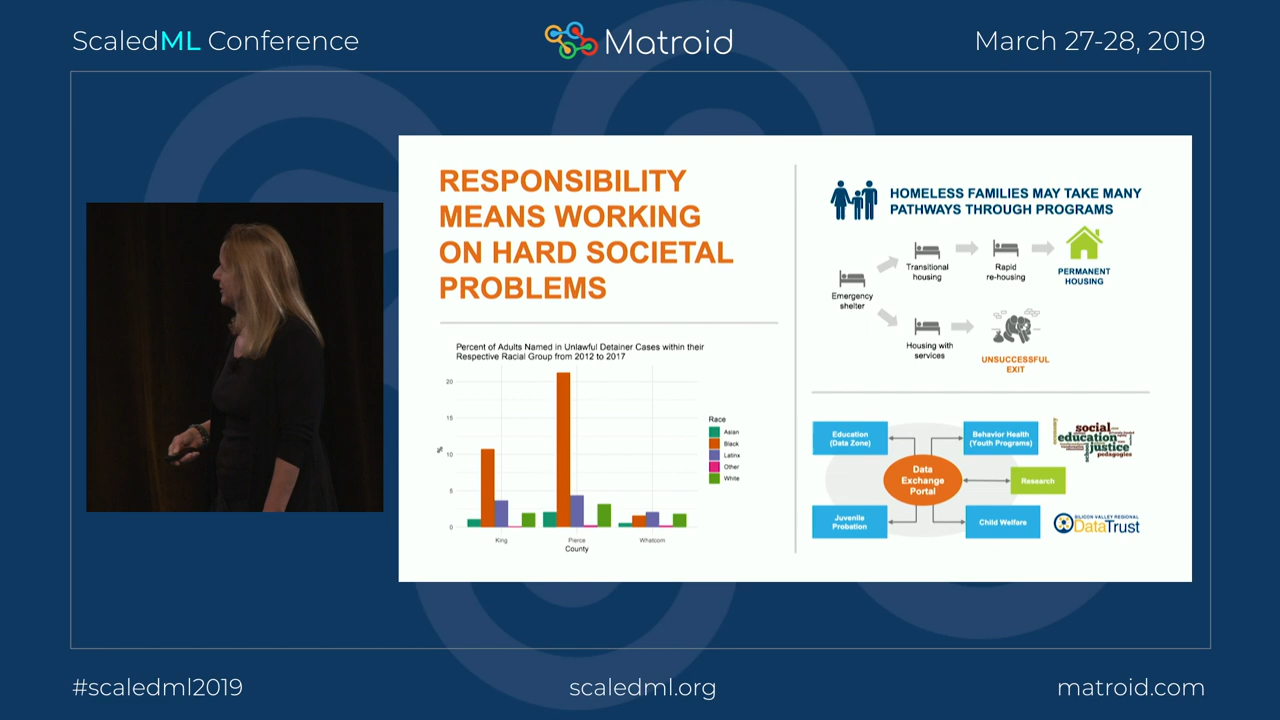 ScaledML Conference
Matroid
March 27-28, 2019
RESPONSIBILITY
MEANS WORKING
ON HARD SOCIETAL
PROBLEMS
Percent of Adults Named in Unlawful Detainer Cases within their
Respective Racial Group from 2012 to 2017
20
15
10
5
0
%
King
Pierce
Whatcom
County
Race
Asian
Black
Latinx
Other
White
HOMELESS FAMILIES MAY TAKE MANY
PATHWAYS THROUGH PROGRAMS
Emergency
shelter
Transitional
housing
Rapid
re-housing
PERMANENT
HOUSING
Housing with
services
UNSUCCESSFUL
EXIT
Education
(Data Zone)
Behavior Health
(Youth Programs)
Data
Exchange
Portal
Research
Juvenile
Probation
Child Welfare
social
education
justice
pedagogies
SILICON VALLEY REGIONAL
DataTrust
#scaledml2019
scaledml.org
matroid.com